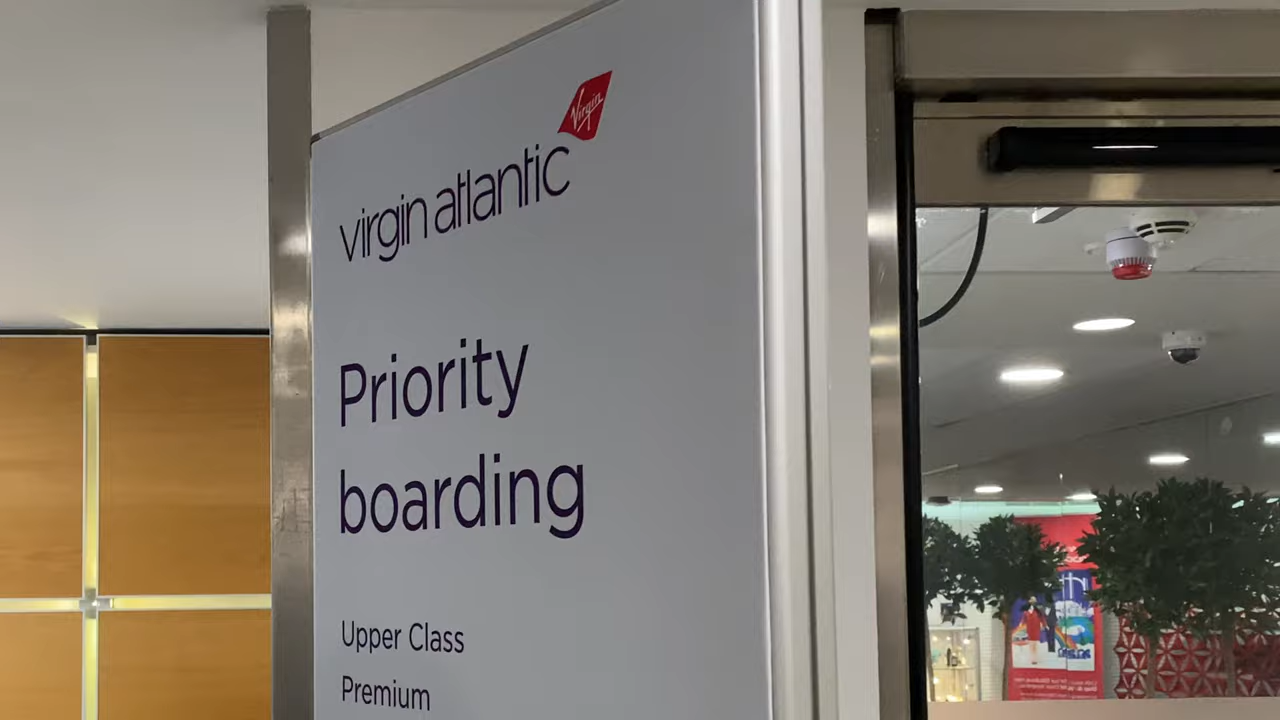 Virgin
virgin atlantic
Priority
boarding
Upper Class
Premium